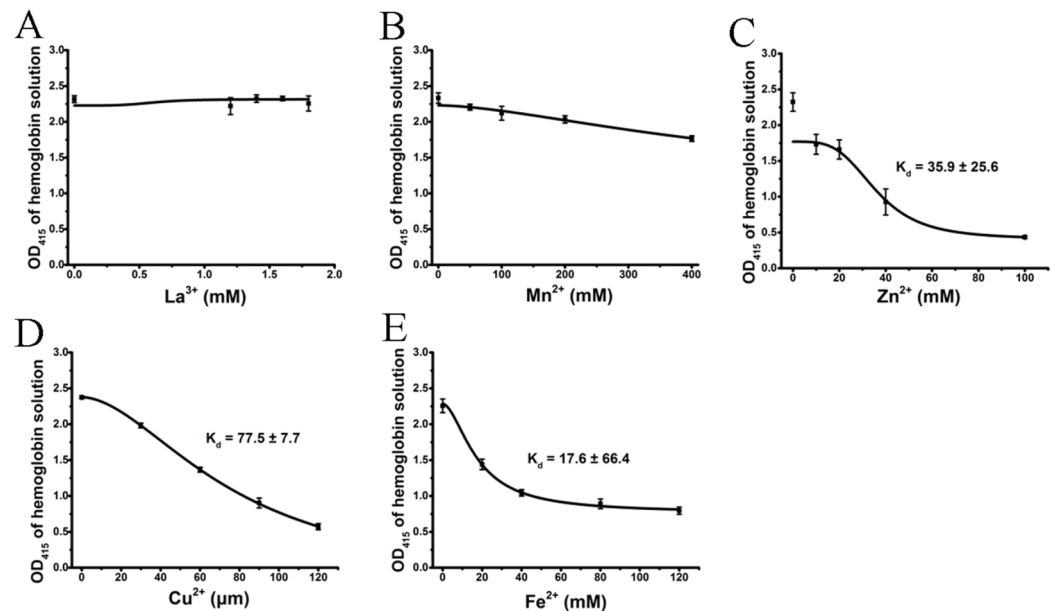 A
OD415 of hemoglobin solution
3.0
2.5
2.0
1.5
1.0
0.5
0.0
0.0 0.5 1.0 1.5 2.0
La3+ (mM)
B
OD415 of hemoglobin solution
3.0
2.5
2.0
1.5
1.0
0.5
0.0
0 100 200 300 400
Mn2+ (mM)
C
OD415 of hemoglobin solution
3.0
2.5
2.0
1.5
1.0
0.5
0.0
Kd = 35.9 ± 25.6
0 20 40 60 80 100
Zn2+ (mM)
D
OD415 of hemoglobin solution
3.0
2.5
2.0
1.5
1.0
0.5
0.0
Kd = 77.5 ± 7.7
0 20 40 60 80 100 120
Cu2+ (μm)
E
OD415 of hemoglobin solution
3.0
2.5
2.0
1.5
1.0
0.5
0.0
Kd = 17.6 ± 66.4
0 20 40 60 80 100 120
Fe2+ (mM)